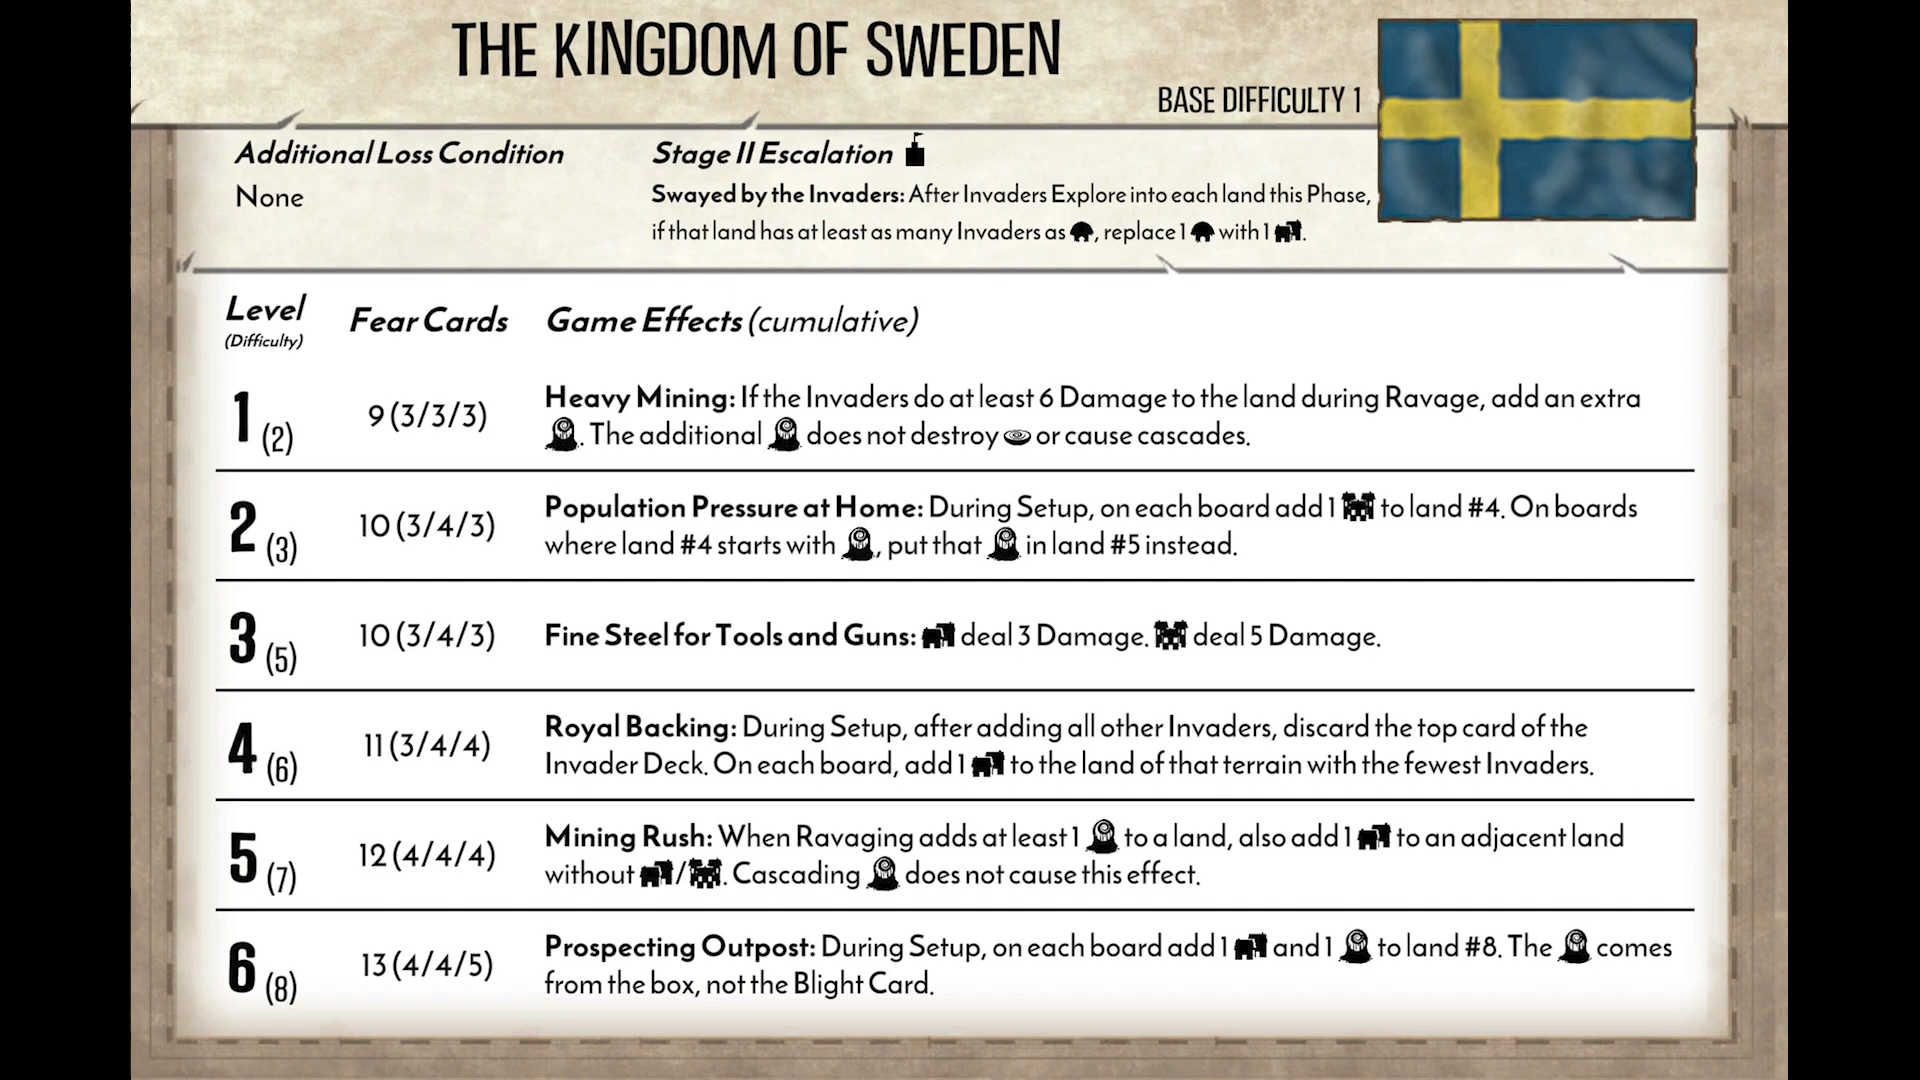 THE KINGDOM OF SWEDEN
BASE DIFFICULTY 1
Additional Loss Condition
None
Stage II Escalation
Swayed by the Invaders: After Invaders Explore into each land this Phase,
if that land has at least as many Invaders as , replace 1 with 1 .
Level
(Difficulty)
Fear Cards
Game Effects (cumulative)
1 (2)
9 (3/3/3)
Heavy Mining: If the Invaders do at least 6 Damage to the land during Ravage, add an extra
. The additional does not destroy or cause cascades.
2 (3)
10 (3/4/3)
Population Pressure at Home: During Setup, on each board add 1 to land #4. On boards
where land #4 starts with , put that in land #5 instead.
3 (5)
10 (3/4/3)
Fine Steel for Tools and Guns: deal 3 Damage. deal 5 Damage.
4 (6)
11 (3/4/4)
Royal Backing: During Setup, after adding all other Invaders, discard the top card of the
Invader Deck. On each board, add 1 to the land of that terrain with the fewest Invaders.
5 (7)
12 (4/4/4)
Mining Rush: When Ravaging adds at least 1 to a land, also add 1 to an adjacent land
without / . Cascading does not cause this effect.
6 (8)
13 (4/4/5)
Prospecting Outpost: During Setup, on each board add 1 and 1 to land #8. The comes
from the box, not the Blight Card.